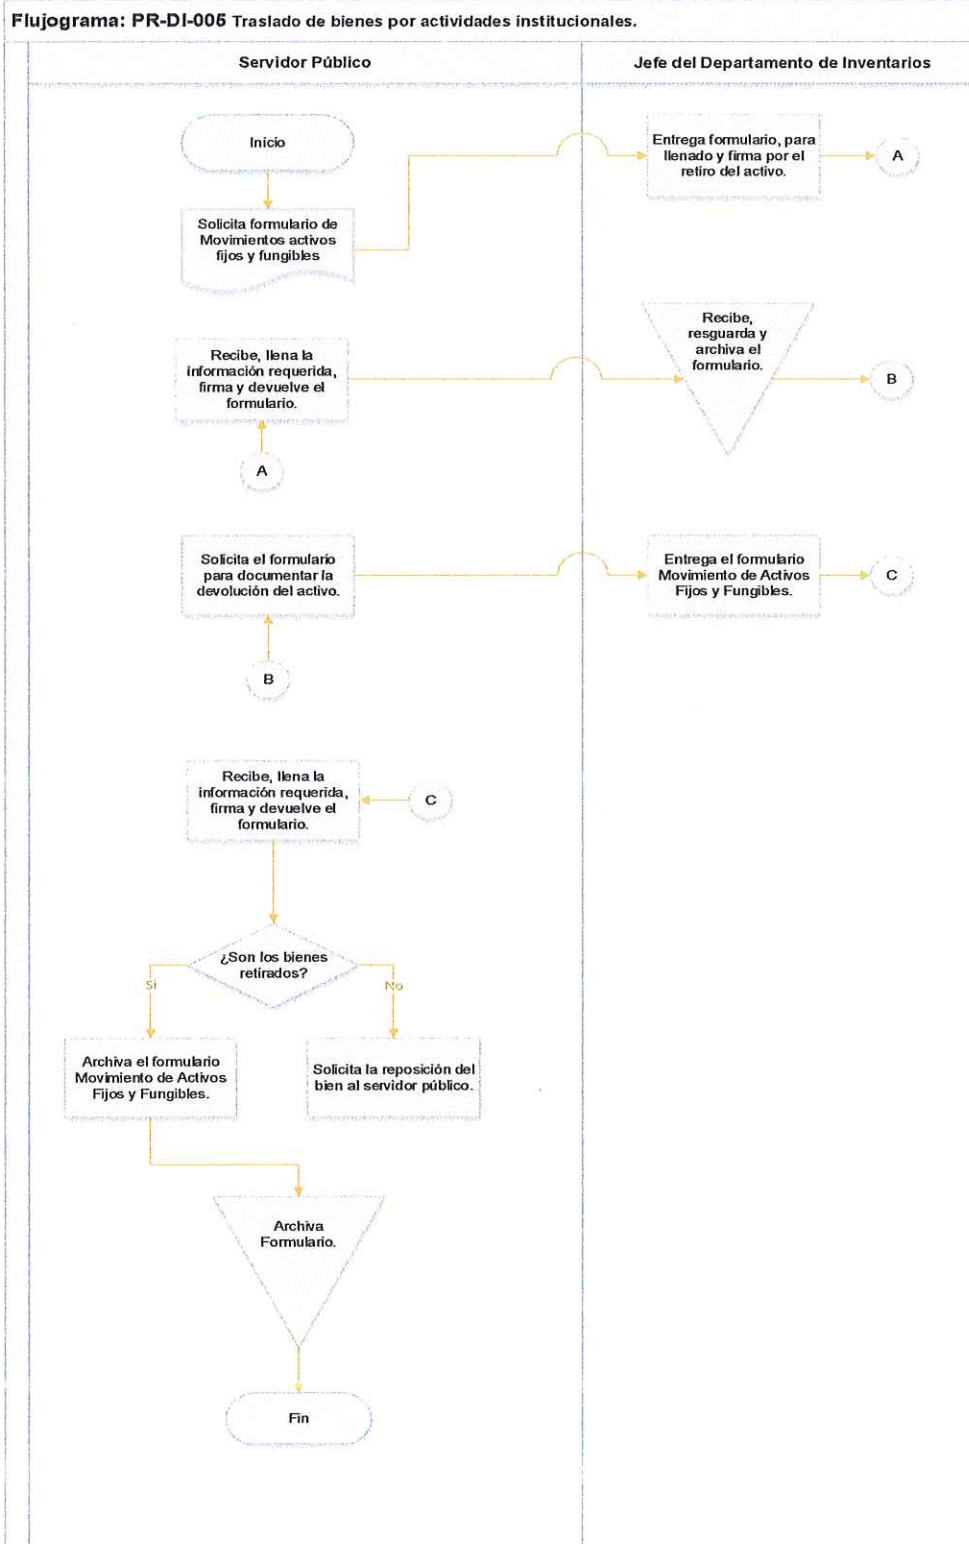 Flujograma: PR-DI-005 Traslado de bienes por actividades institucionales.
Servidor Público
Jefe del Departamento de Inventarios
Inicio
Entrega formulario, para
llenado y firma por el
retiro del activo.
A
Solicita formulario de
Movimientos activos
fijos y fungibles
Recibe,
resguarda y
archiva el
formulario.
Recibe, llena la
información requerida,
firma y devuelve el
formulario.
B
A
Solicita el formulario
para documentar la
devolución del activo.
Entrega el formulario
Movimiento de Activos
Fijos y Fungibles.
C
B
Recibe, llena la
información requerida,
firma y devuelve el
formulario.
C
¿Son los bienes
retirados?
Si
No
Archiva el formulario
Movimiento de Activos
Fijos y Fungibles.
Solicita la reposición del
bien al servidor público.
Archiva
Formulario.
Fin